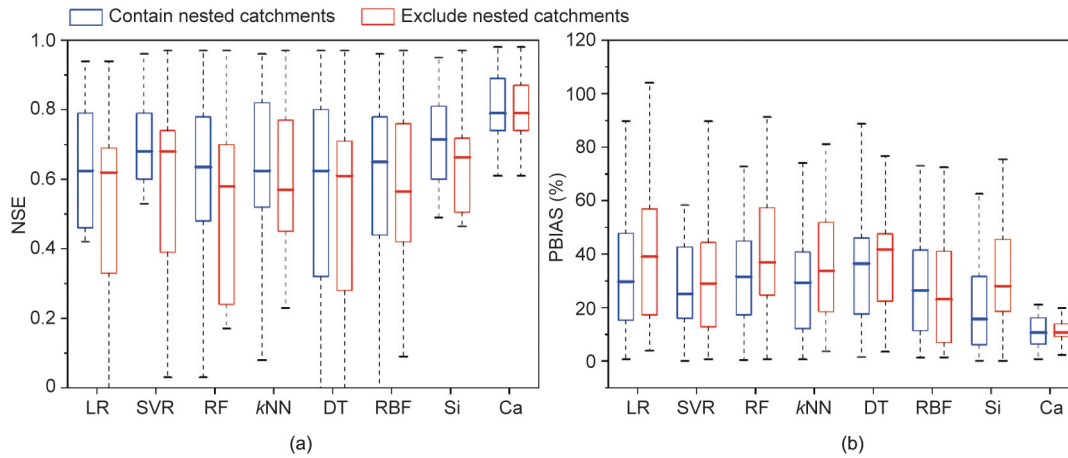 Contain nested catchments Exclude nested catchments
1.0
0.8
0.6
0.4
0.2
0
NSE
LR SVR RF kNN DT RBF Si Ca
(a)
120
100
80
60
40
20
0
PBIAS (%)
LR SVR RF kNN DT RBF Si Ca
(b)